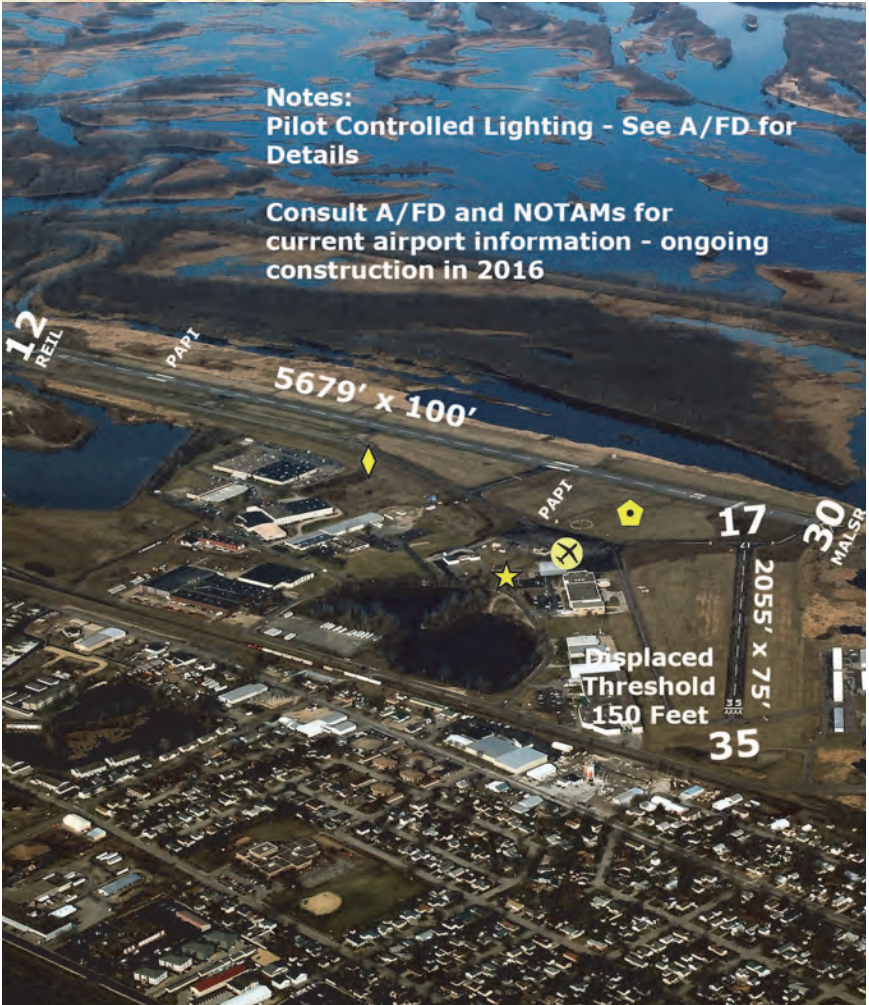 Notes:
Pilot Controlled Lighting - See A/FD for
Details
Consult A/FD and NOTAMs for
current airport information - ongoing
construction in 2016
12
REIL
PAPI
5679' x 100'
PAPI
17
30
MALSR
2055' x 75'
Displaced
Threshold
150 Feet
35
35